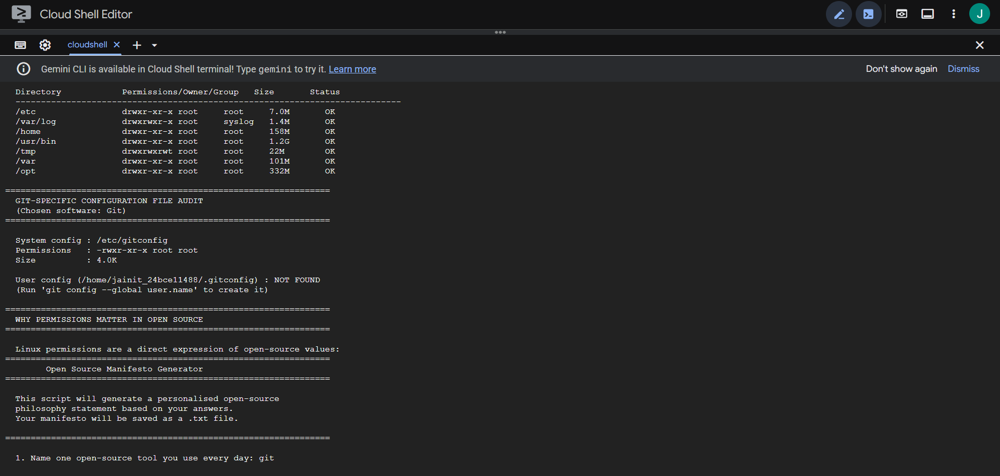 Cloud Shell Editor
J
cloudshell
Gemini CLI is available in Cloud Shell terminal! Type gemini to try it. Learn more
Don't show again Dismiss
Directory Permissions/Owner/Group Size Status
----------------------------------------------------------------------------
/etc drwxr-xr-x root root 7.0M OK
/var/log drwxrwxr-x root syslog 1.4M OK
/home drwxr-xr-x root root 158M OK
/usr/bin drwxr-xr-x root root 1.2G OK
/tmp drwxrwxrwt root root 22M OK
/var drwxr-xr-x root root 101M OK
/opt drwxr-xr-x root root 332M OK
================================================================
GIT-SPECIFIC CONFIGURATION FILE AUDIT
(Chosen software: Git)
================================================================
System config : /etc/gitconfig
Permissions : -rwxr-xr-x root root
Size : 4.0K
User config (/home/jainit_24bce11488/.gitconfig) : NOT FOUND
(Run 'git config --global user.name' to create it)
================================================================
WHY PERMISSIONS MATTER IN OPEN SOURCE
================================================================
Linux permissions are a direct expression of open-source values:
================================================================
Open Source Manifesto Generator
================================================================
This script will generate a personalised open-source
philosophy statement based on your answers.
Your manifesto will be saved as a .txt file.
================================================================
1. Name one open-source tool you use every day: git